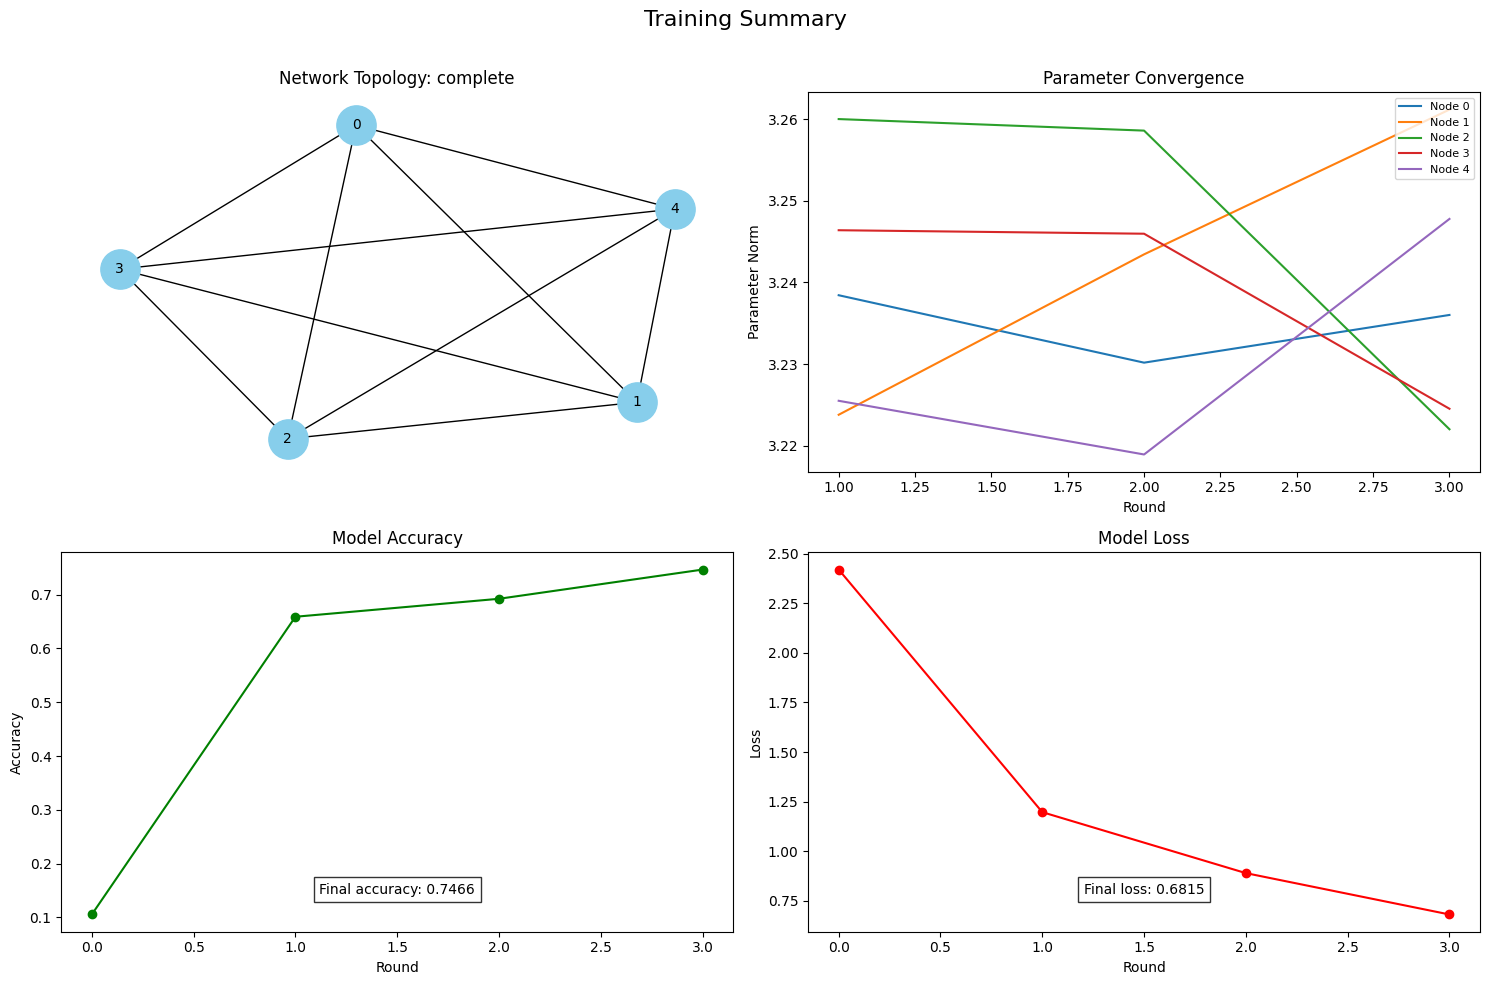 Training Summary
Network Topology: complete
0
4
3
1
2
Parameter Convergence
Parameter Norm
3.26
3.25
3.24
3.23
3.22
Node 0
Node 1
Node 2
Node 3
Node 4
1.00 1.25 1.50 1.75 2.00 2.25 2.50 2.75 3.00
Round
Model Accuracy
Accuracy
0.7
0.6
0.5
0.4
0.3
0.2
0.1
Final accuracy: 0.7466
0.0 0.5 1.0 1.5 2.0 2.5 3.0
Round
Model Loss
Loss
2.50
2.25
2.00
1.75
1.50
1.25
1.00
0.75
Final loss: 0.6815
0.0 0.5 1.0 1.5 2.0 2.5 3.0
Round